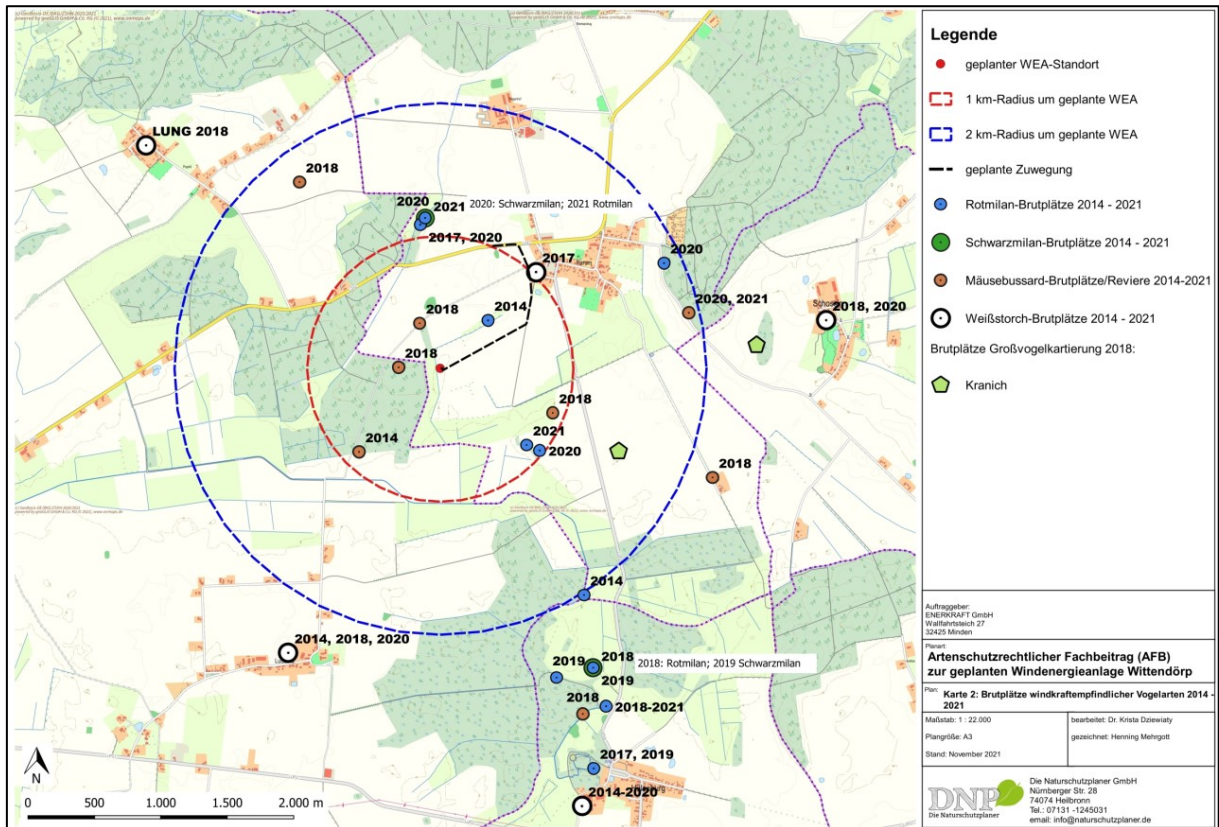 LUNG 2018
2018
2020
2021
2020: Schwarzmilan; 2021 Rotmilan
2017, 2020
2017
2020
2018
2014
2020, 2021
2018, 2020
2018
2018
2014
2021
2020
2018
2014
2014, 2018, 2020
2018
2019
2018: Rotmilan; 2019 Schwarzmilan
2019
2018
2018-2021
2017, 2019
2014-2020
N
0 500 1.000 1.500 2.000 m
Legende
geplanter WEA-Standort
1 km-Radius um geplante WEA
2 km-Radius um geplante WEA
geplante Zuwegung
Rotmilan-Brutplätze 2014 - 2021
Schwarzmilan-Brutplätze 2014 - 2021
Mäusebussard-Brutplätze/Reviere 2014-2021
Weißstorch-Brutplätze 2014 - 2021
Brutplätze Großvogelkartierung 2018:
Kranich
Auftraggeber:
ENERKRAFT GmbH
Wallfahrtsteich 27
32425 Minden
Planart:
Artenschutzrechtlicher Fachbeitrag (AFB)
zur geplanten Windenergieanlage Wittendörp
Plan: Karte 2: Brutplätze windkraftempfindlicher Vogelarten 2014 -
2021
Maßstab: 1 : 22.000
bearbeitet: Dr. Krista Dziewiaty
Plangröße: A3
gezeichnet: Henning Mehrgott
Stand: November 2021
DNP
Die Naturschutzplaner
Die Naturschutzplaner GmbH
Nürnberger Str. 28
74074 Heilbronn
Tel.: 07131 -1245031
email: info@naturschutzplaner.de